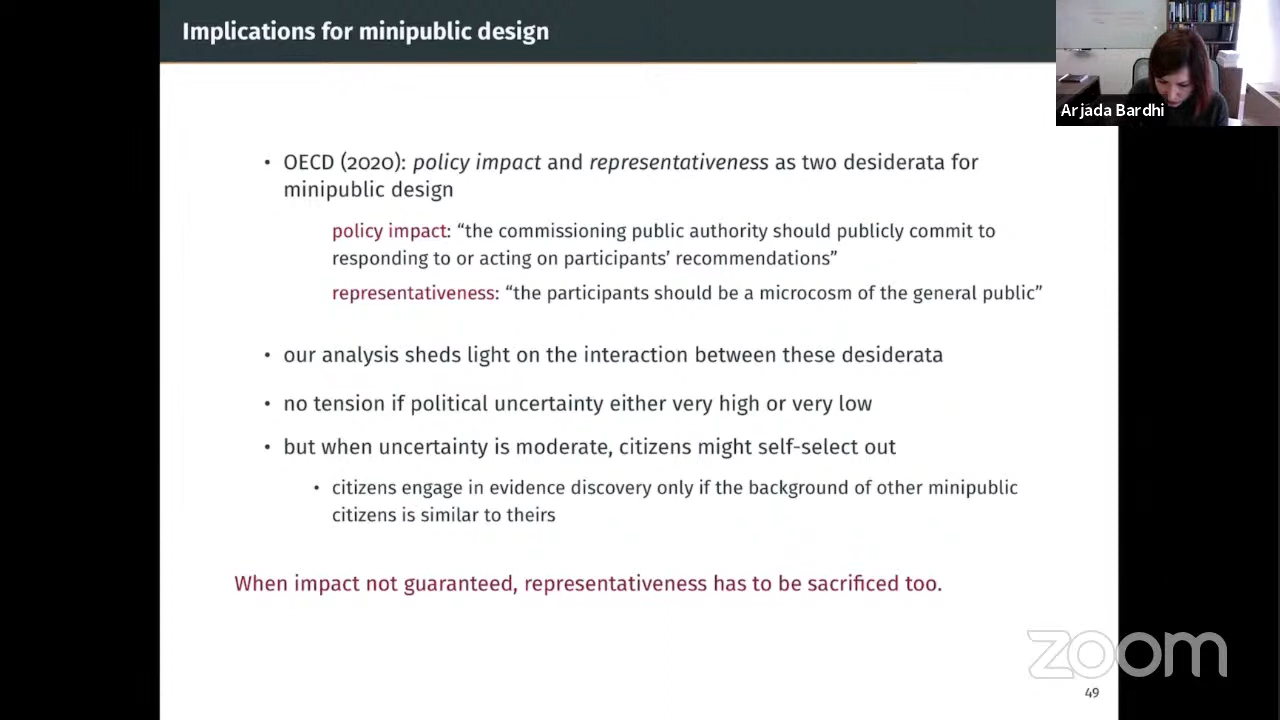 Implications for minipublic design
Arjada Bardhi
• OECD (2020): policy impact and representativeness as two desiderata for
minipublic design
policy impact: “the commissioning public authority should publicly commit to
responding to or acting on participants’ recommendations”
representativeness: “the participants should be a microcosm of the general public”
• our analysis sheds light on the interaction between these desiderata
• no tension if political uncertainty either very high or very low
• but when uncertainty is moderate, citizens might self-select out
• citizens engage in evidence discovery only if the background of other minipublic
citizens is similar to theirs
When impact not guaranteed, representativeness has to be sacrificed too.
zoom
49